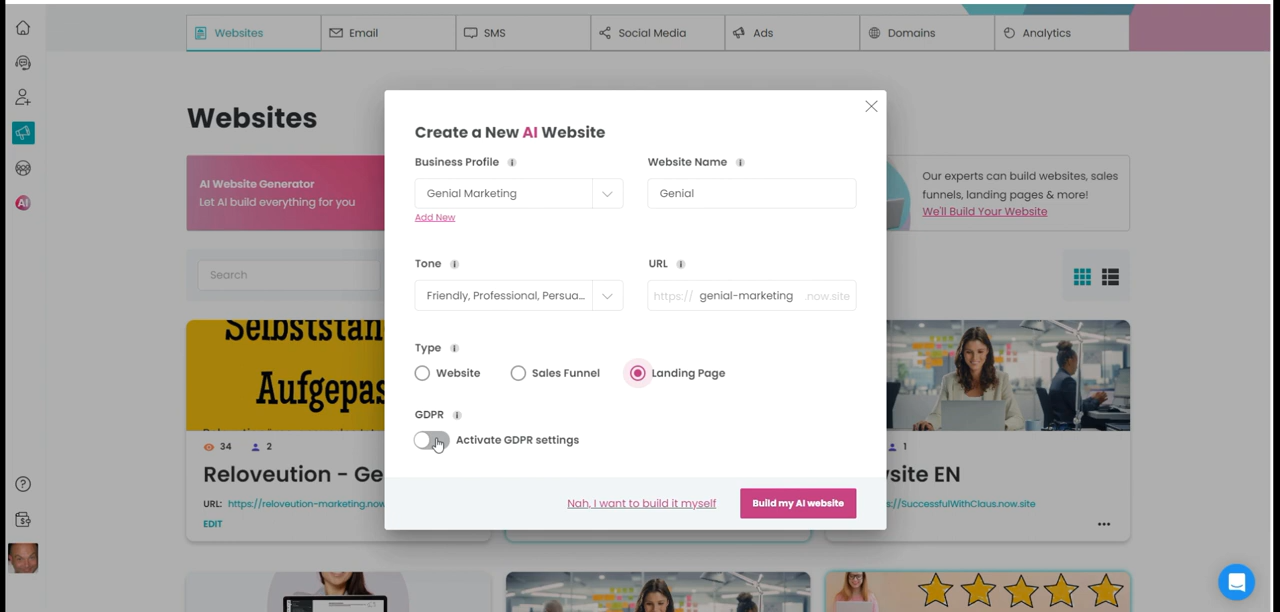 Websites
Email
SMS
Social Media
Ads
Domains
Analytics
Websites
AI Website Generator
Let AI build everything for you
Our experts can build websites, sales
funnels, landing pages & more!
We'll Build Your Website
Search
AI
Create a New AI Website
Business Profile
Website Name
Genial Marketing
Genial
Add New
Tone
URL
Friendly, Professional, Persua...
https:// genial-marketing .now.site
Type
Website
Sales Funnel
Landing Page
GDPR
Activate GDPR settings
Nah, I want to build it myself
Build my AI website
Selbststän
Aufgepas
34
2
Reloveution - Ge
URL: https://reloveution-marketing.now
EDIT
1
site EN
s://SuccessfulWithClaus.now.site